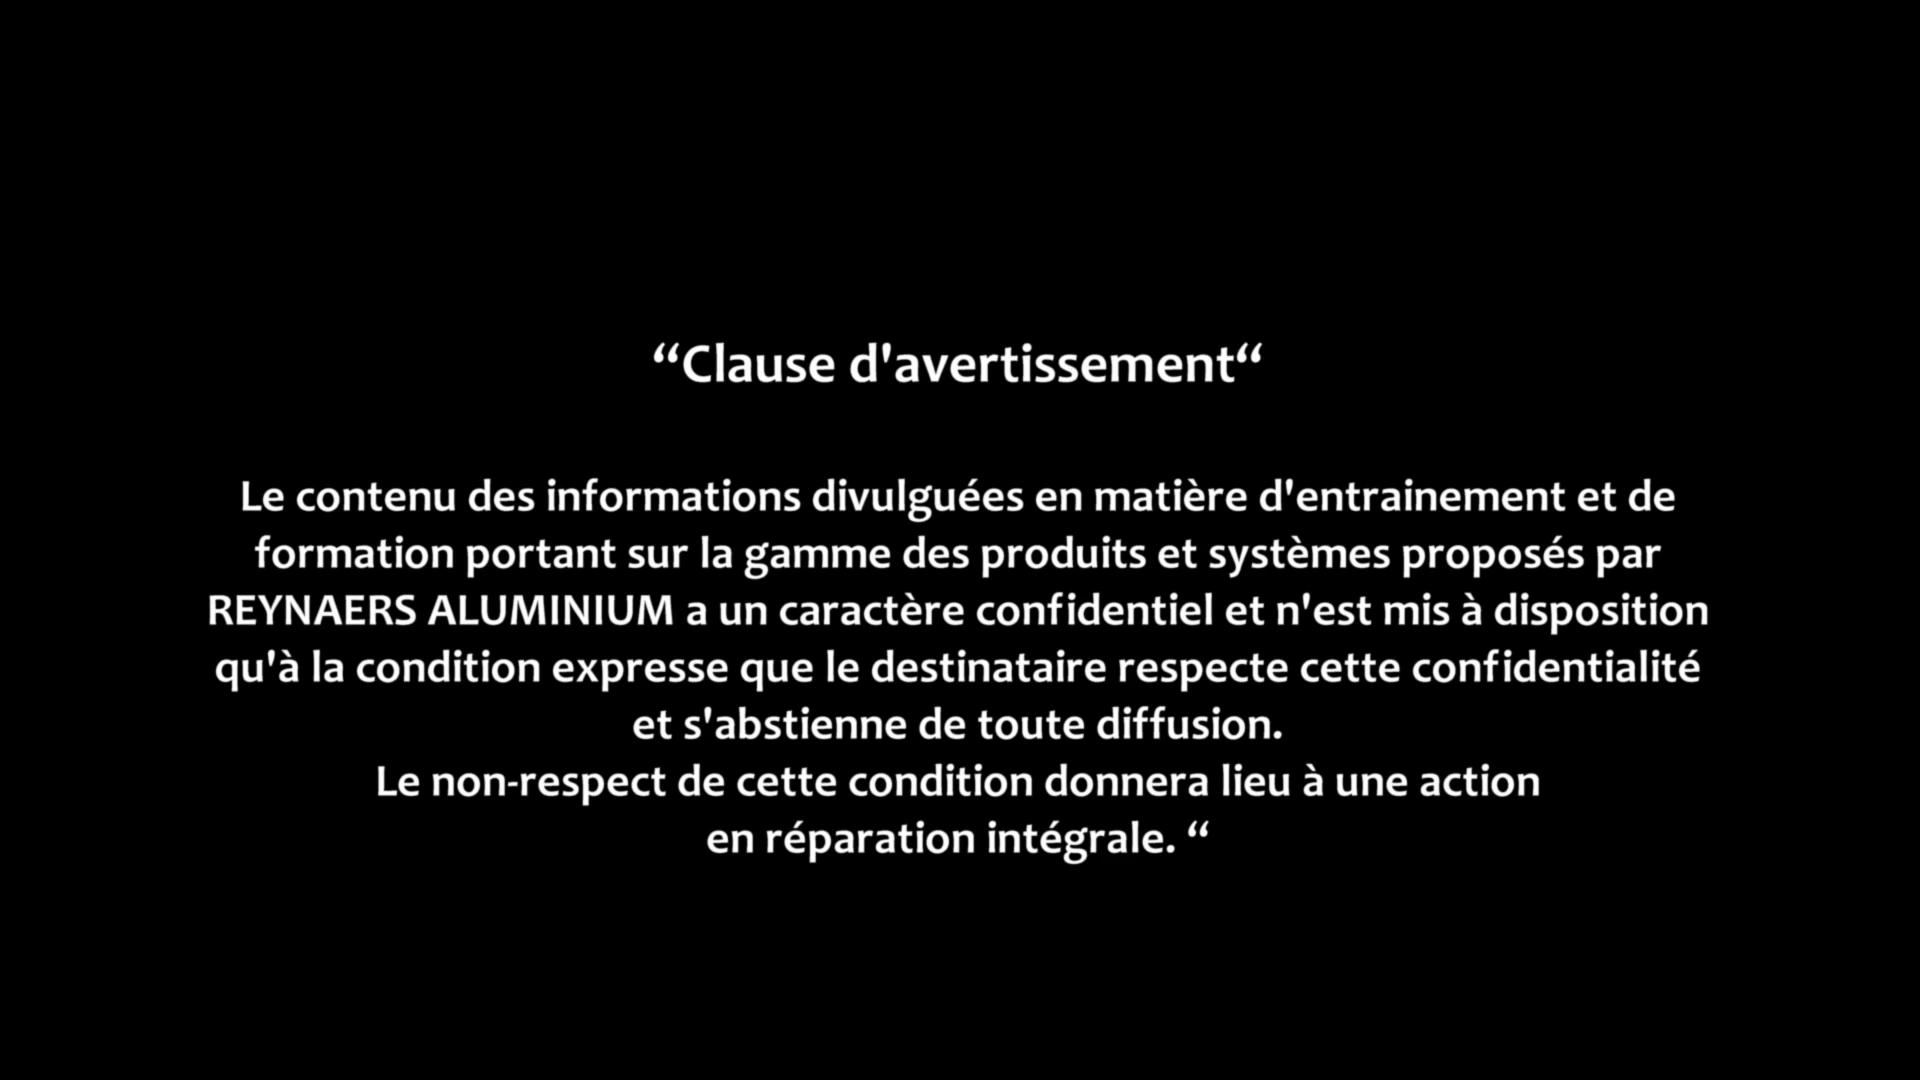 “Clause d'avertissement“
Le contenu des informations divulguées en matière d'entrainement et de
formation portant sur la gamme des produits et systèmes proposés par
REYNAERS ALUMINIUM a un caractère confidentiel et n'est mis à disposition
qu'à la condition expresse que le destinataire respecte cette confidentialité
et s'abstienne de toute diffusion.
Le non-respect de cette condition donnera lieu à une action
en réparation intégrale. “